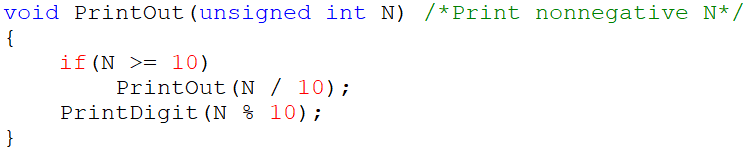 void PrintOut(unsigned int N) /*Print nonnegative N*/
{
    if(N >= 10)
        PrintOut(N / 10);
    PrintDigit(N % 10);
}